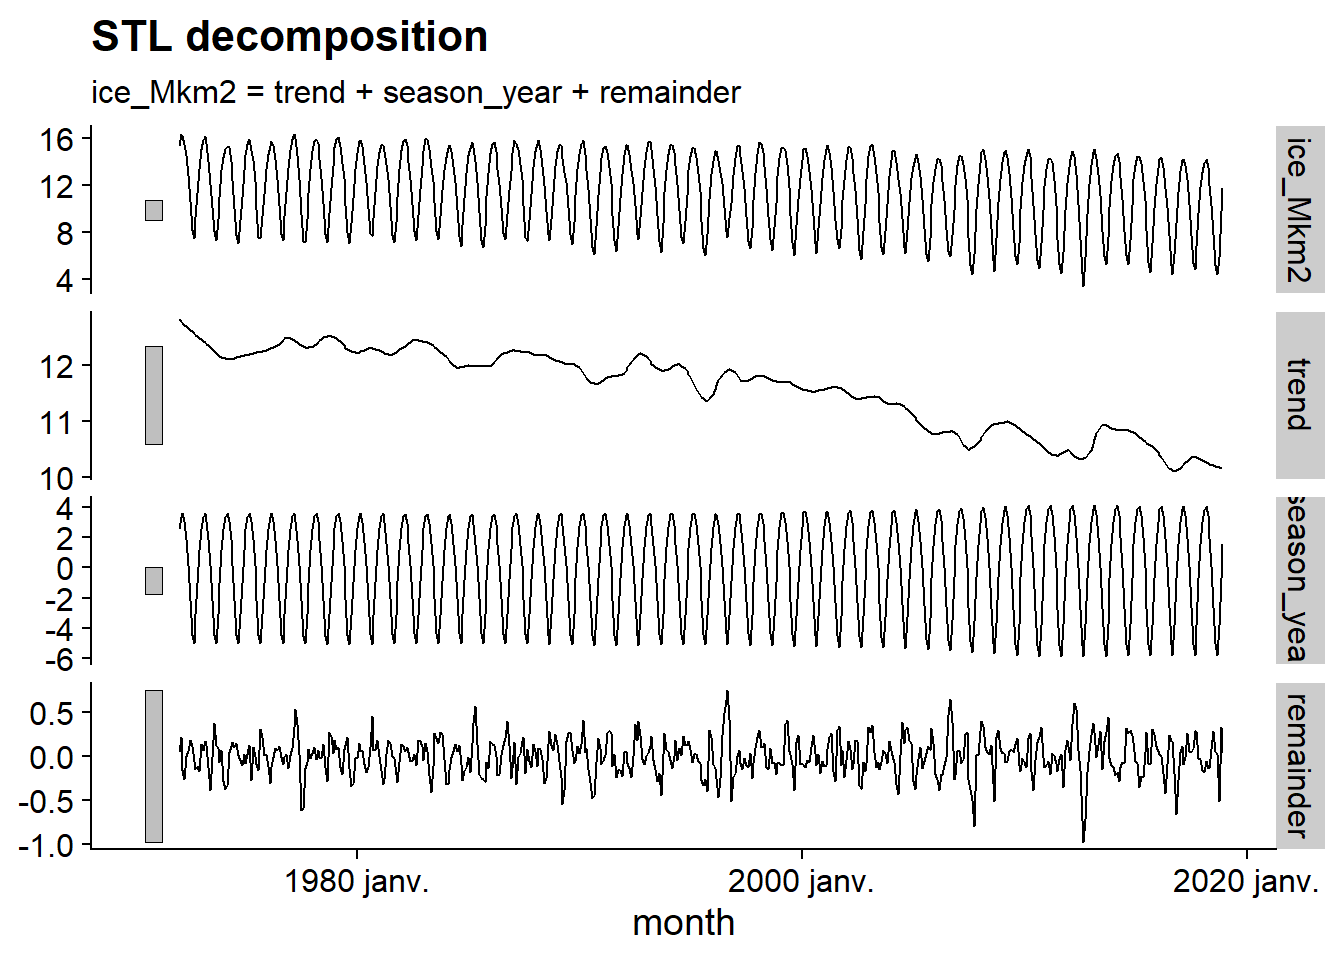 STL decomposition
ice_Mkm2 = trend + season_year + remainder
16
12
8
4
ice_Mkm2
12
11
10
trend
4
2
0
-2
-4
-6
season_yea
0.5
0.0
-0.5
-1.0
remainder
1980 janv.
2000 janv.
2020 janv.
month